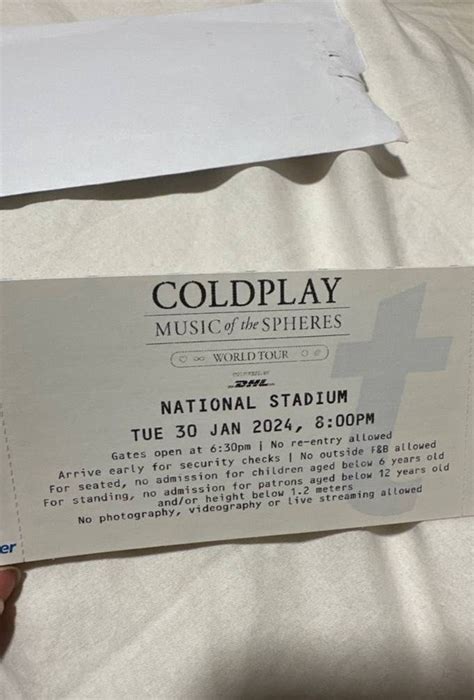 COLDPLAY
MUSIC of the SPHERES
WORLD TOUR
DHL
NATIONAL STADIUM
TUE 30 JAN 2024, 8:00PM
Gates open at 6:30pm | No re-entry allowed
Arrive early for security checks | No outside F&B allowed
For seated, no admission for children aged below 6 years old
For standing, no admission for patrons aged below 12 years old
and/or height below 1.2 meters
No photography, videography or live streaming allowed
er